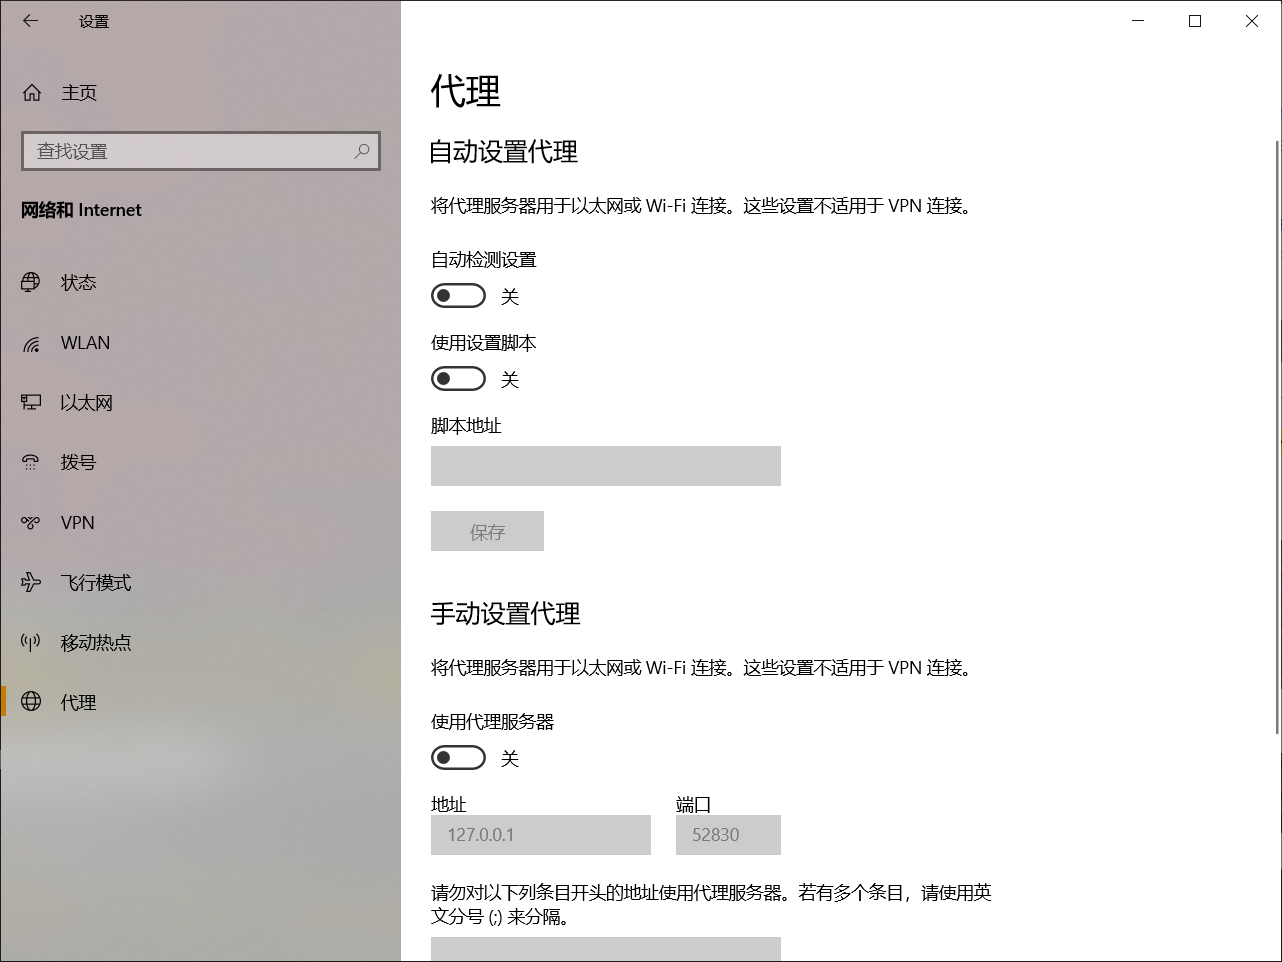 设置
主页
查找设置
网络和 Internet
状态
WLAN
以太网
拨号
VPN
飞行模式
移动热点
代理
代理
自动设置代理
将代理服务器用于以太网或 Wi-Fi 连接。这些设置不适用于 VPN 连接。
自动检测设置
关
使用设置脚本
关
脚本地址
保存
手动设置代理
将代理服务器用于以太网或 Wi-Fi 连接。这些设置不适用于 VPN 连接。
使用代理服务器
关
地址 端口
127.0.0.1 52830
请勿对以下列条目开头的地址使用代理服务器。若有多个条目，请使用英
文分号 (;) 来分隔。